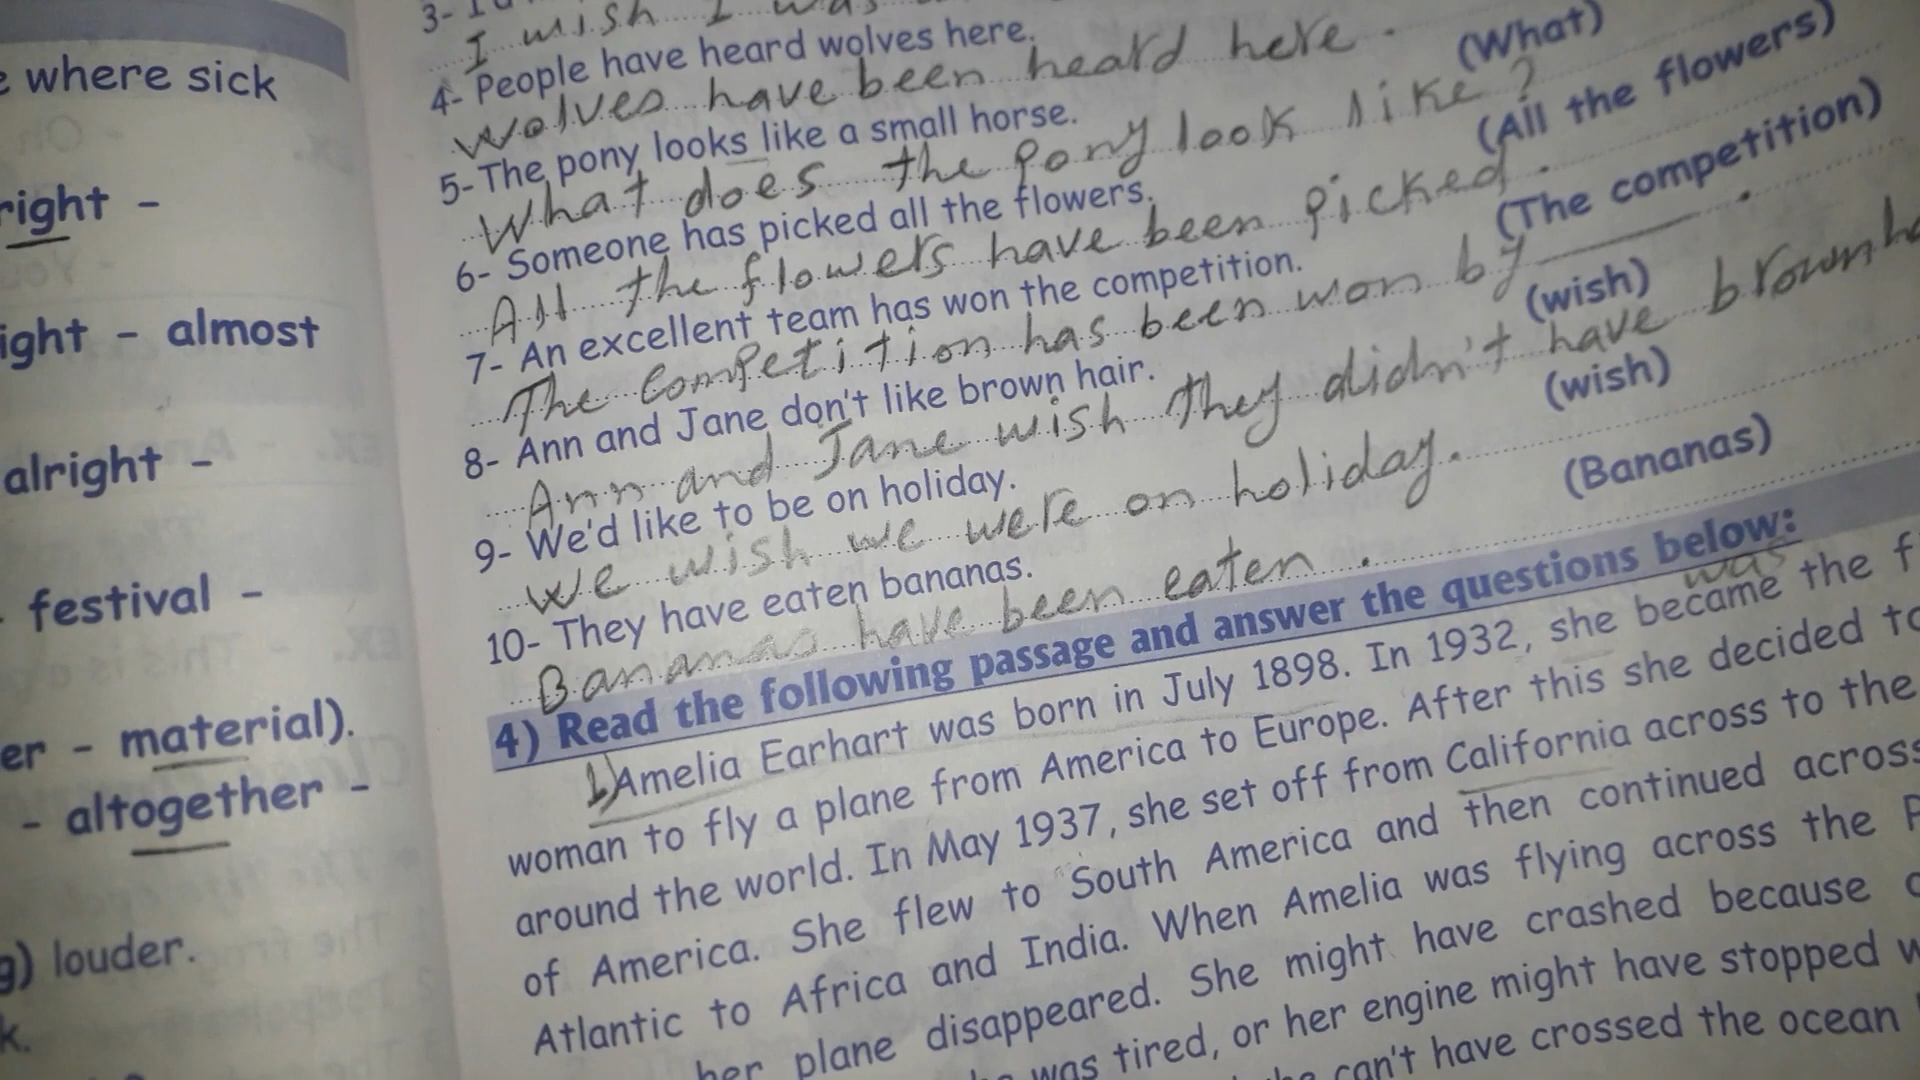 e where sick
right -
ight - almost
alright -
festival -
er - material).
- altogether -
g) louder.
k.
3- I
I wish I was
4- People have heard wolves here.
wolves have been heard here.
5- The pony looks like a small horse. (What)
What does the pony look like?
6- Someone has picked all the flowers. (All the flowers)
All the flowers have been picked.
7- An excellent team has won the competition. (The competition)
The competition has been won by ______.
8- Ann and Jane don't like brown hair. (wish)
Ann and Jane wish they didn't have brown ha
9- We'd like to be on holiday. (wish)
we wish we were on holiday.
10- They have eaten bananas. (Bananas)
Bananas have been eaten.
4) Read the following passage and answer the questions below:
was
1) Amelia Earhart was born in July 1898. In 1932, she became the f
woman to fly a plane from America to Europe. After this she decided to
around the world. In May 1937, she set off from California across to the
of America. She flew to South America and then continued across
Atlantic to Africa and India. When Amelia was flying across the P
her plane disappeared. She might have crashed because
was tired, or her engine might have stopped w
can't have crossed the ocean